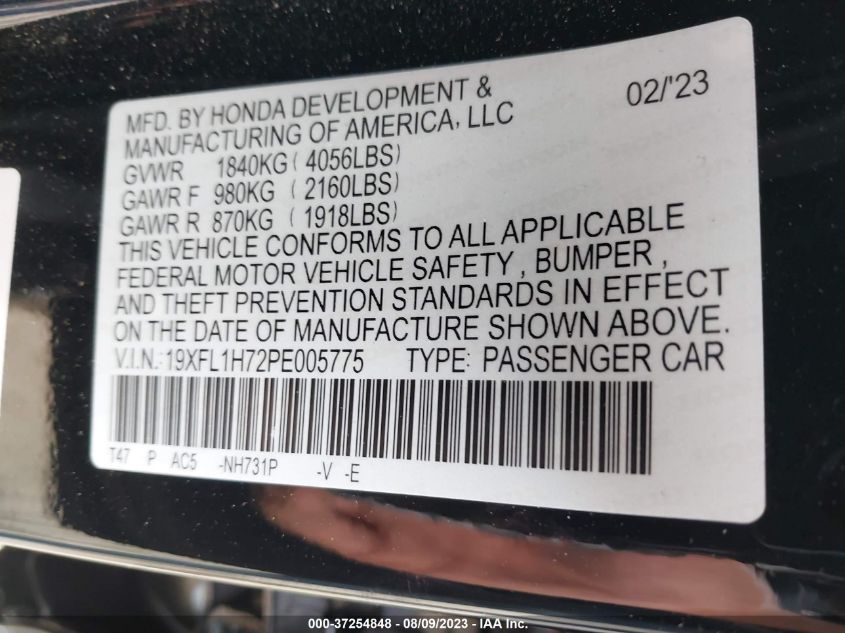 MFD. BY HONDA DEVELOPMENT & 02/'23
MANUFACTURING OF AMERICA, LLC
GVWR 1840KG ( 4056LBS)
GAWR F 980KG ( 2160LBS)
GAWR R 870KG ( 1918LBS)
THIS VEHICLE CONFORMS TO ALL APPLICABLE
FEDERAL MOTOR VEHICLE SAFETY , BUMPER ,
AND THEFT PREVENTION STANDARDS IN EFFECT
ON THE DATE OF MANUFACTURE SHOWN ABOVE.
V.I.N.: 19XFL1H72PE005775 TYPE: PASSENGER CAR
T47 P AC5 -NH731P -V -E
000-37254848 - 08/09/2023 - IAA Inc.